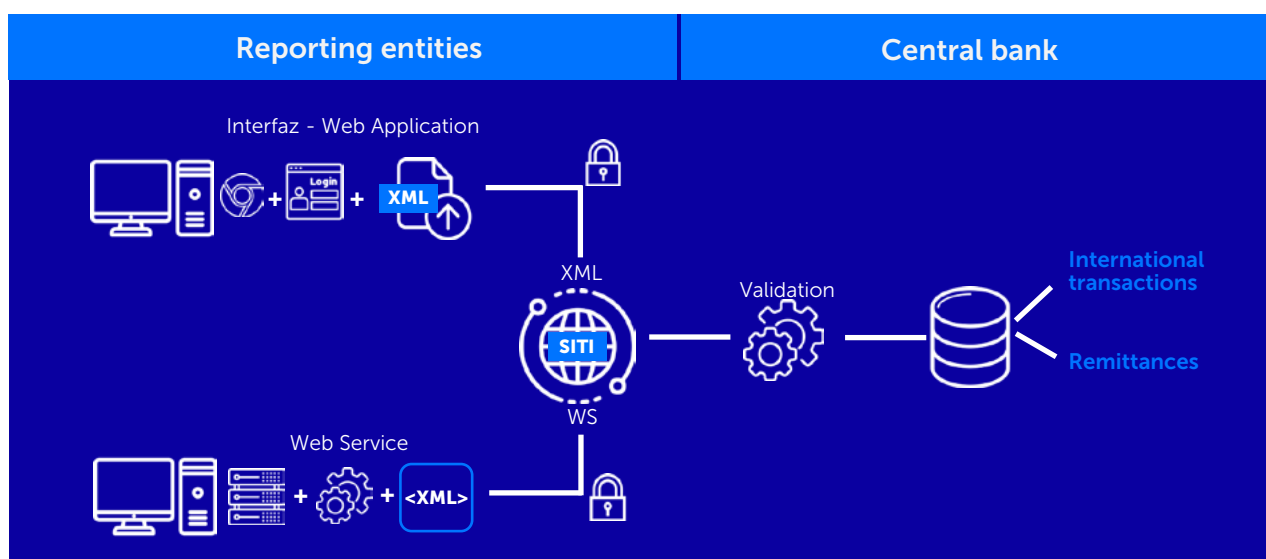 Reporting entities
Central bank
Interfaz - Web Application
Login
+
+
XML
XML
SITI
WS
Validation
International
transactions
Remittances
Web Service
+
+
<XML>